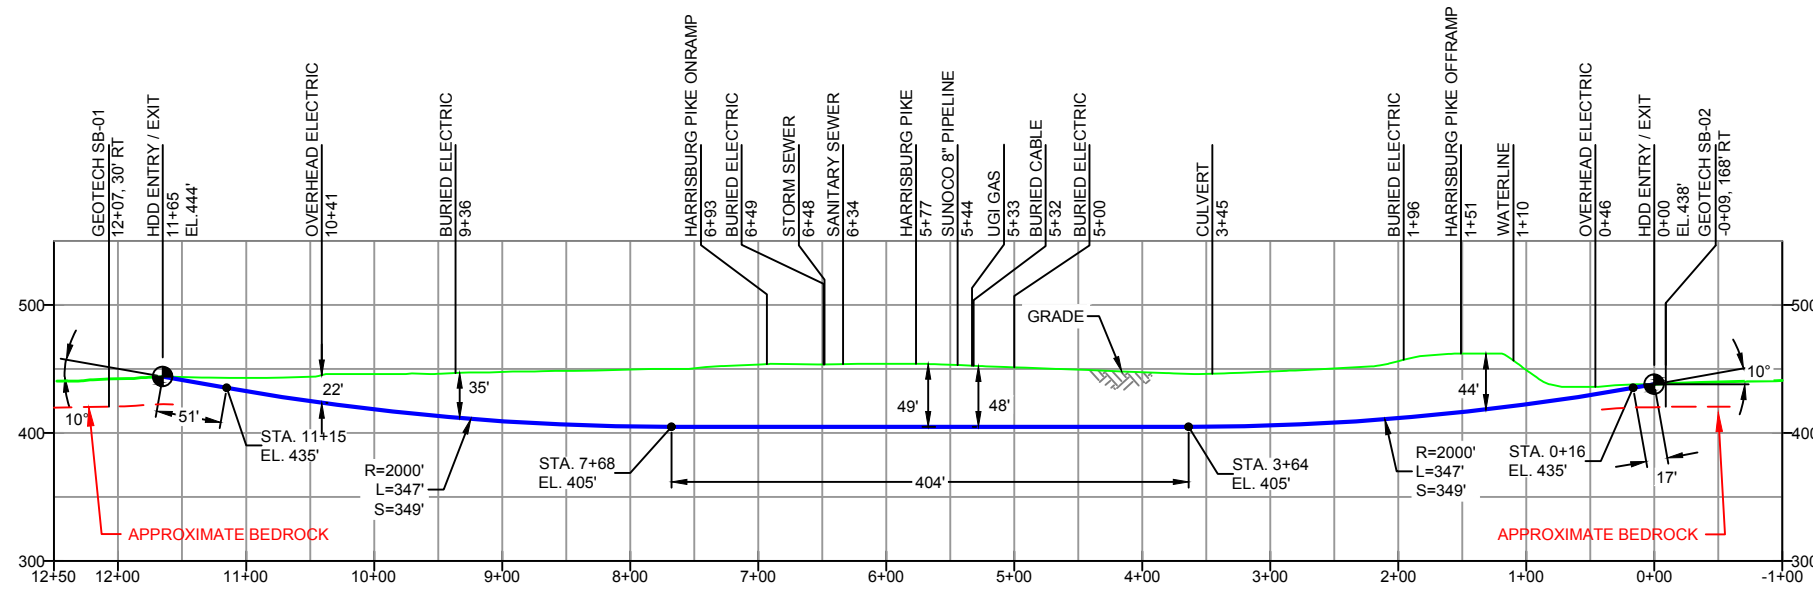 GEOTECH SB-01
12+07, 30' RT
HDD ENTRY / EXIT
11+65
EL.444'
OVERHEAD ELECTRIC
10+41
BURIED ELECTRIC
9+36
HARRISBURG PIKE ONRAMP
6+93
BURIED ELECTRIC
6+49
STORM SEWER
6+48
SANITARY SEWER
6+34
HARRISBURG PIKE
5+77
SUNOCO 8" PIPELINE
5+44
UGI GAS
5+33
BURIED CABLE
5+32
BURIED ELECTRIC
5+00
CULVERT
3+45
BURIED ELECTRIC
1+96
HARRISBURG PIKE OFFRAMP
1+51
WATERLINE
1+10
OVERHEAD ELECTRIC
0+46
HDD ENTRY / EXIT
0+00
EL.438'
GEOTECH SB-02
-0+09, 168' RT
500
500
GRADE
10°
22'
35'
49'
48'
44'
10°
51'
17'
400
400
STA. 11+15
EL. 435'
R=2000'
L=347'
S=349'
STA. 7+68
EL. 405'
404'
STA. 3+64
EL. 405'
R=2000'
L=347'
S=349'
STA. 0+16
EL. 435'
APPROXIMATE BEDROCK
APPROXIMATE BEDROCK
300
300
12+50
12+00
11+00
10+00
9+00
8+00
7+00
6+00
5+00
4+00
3+00
2+00
1+00
0+00
-1+00